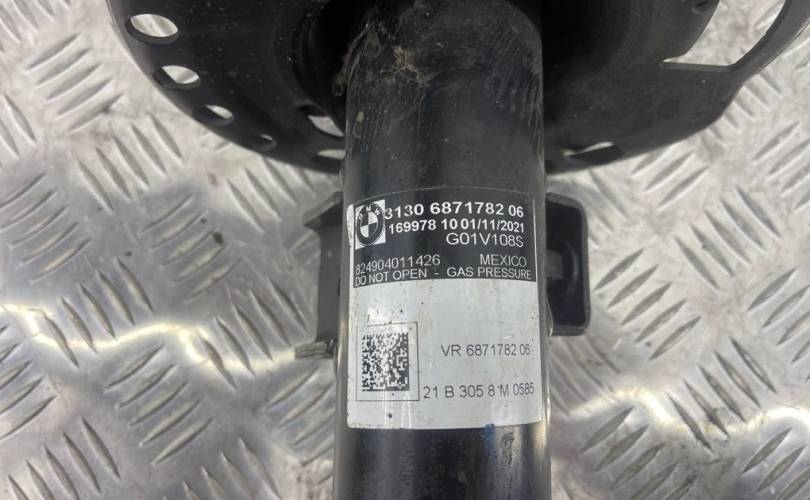 BMW
3130 6871782 06
169978 10 01/11/2021
G01V108S
824904011426 MEXICO
DO NOT OPEN - GAS PRESSURE
VR 6871782 06
21 B 305 8 M 0585